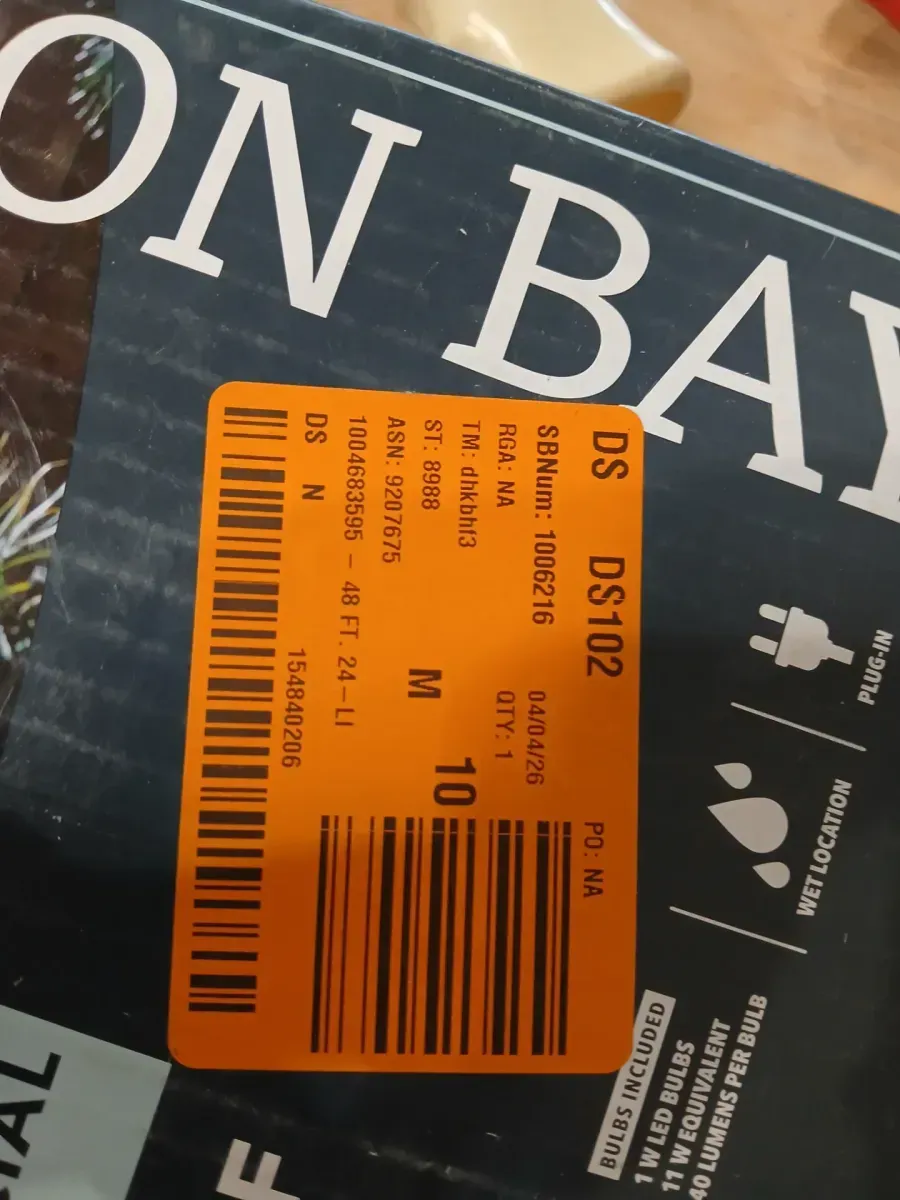 ON BAY
DS DS102
SBNum: 1006216 04/04/26 PO: NA
RGA: NA QTY: 1
TM: dhkbhf3 10
ST: 8988 M
ASN: 9207675
1004683595 - 48 FT. 24-LI
DS N 154840206
PLUG-IN
WET LOCATION
BULBS INCLUDED
1 W LED BULBS
11 W EQUIVALENT
40 LUMENS PER BULB
IAL
F